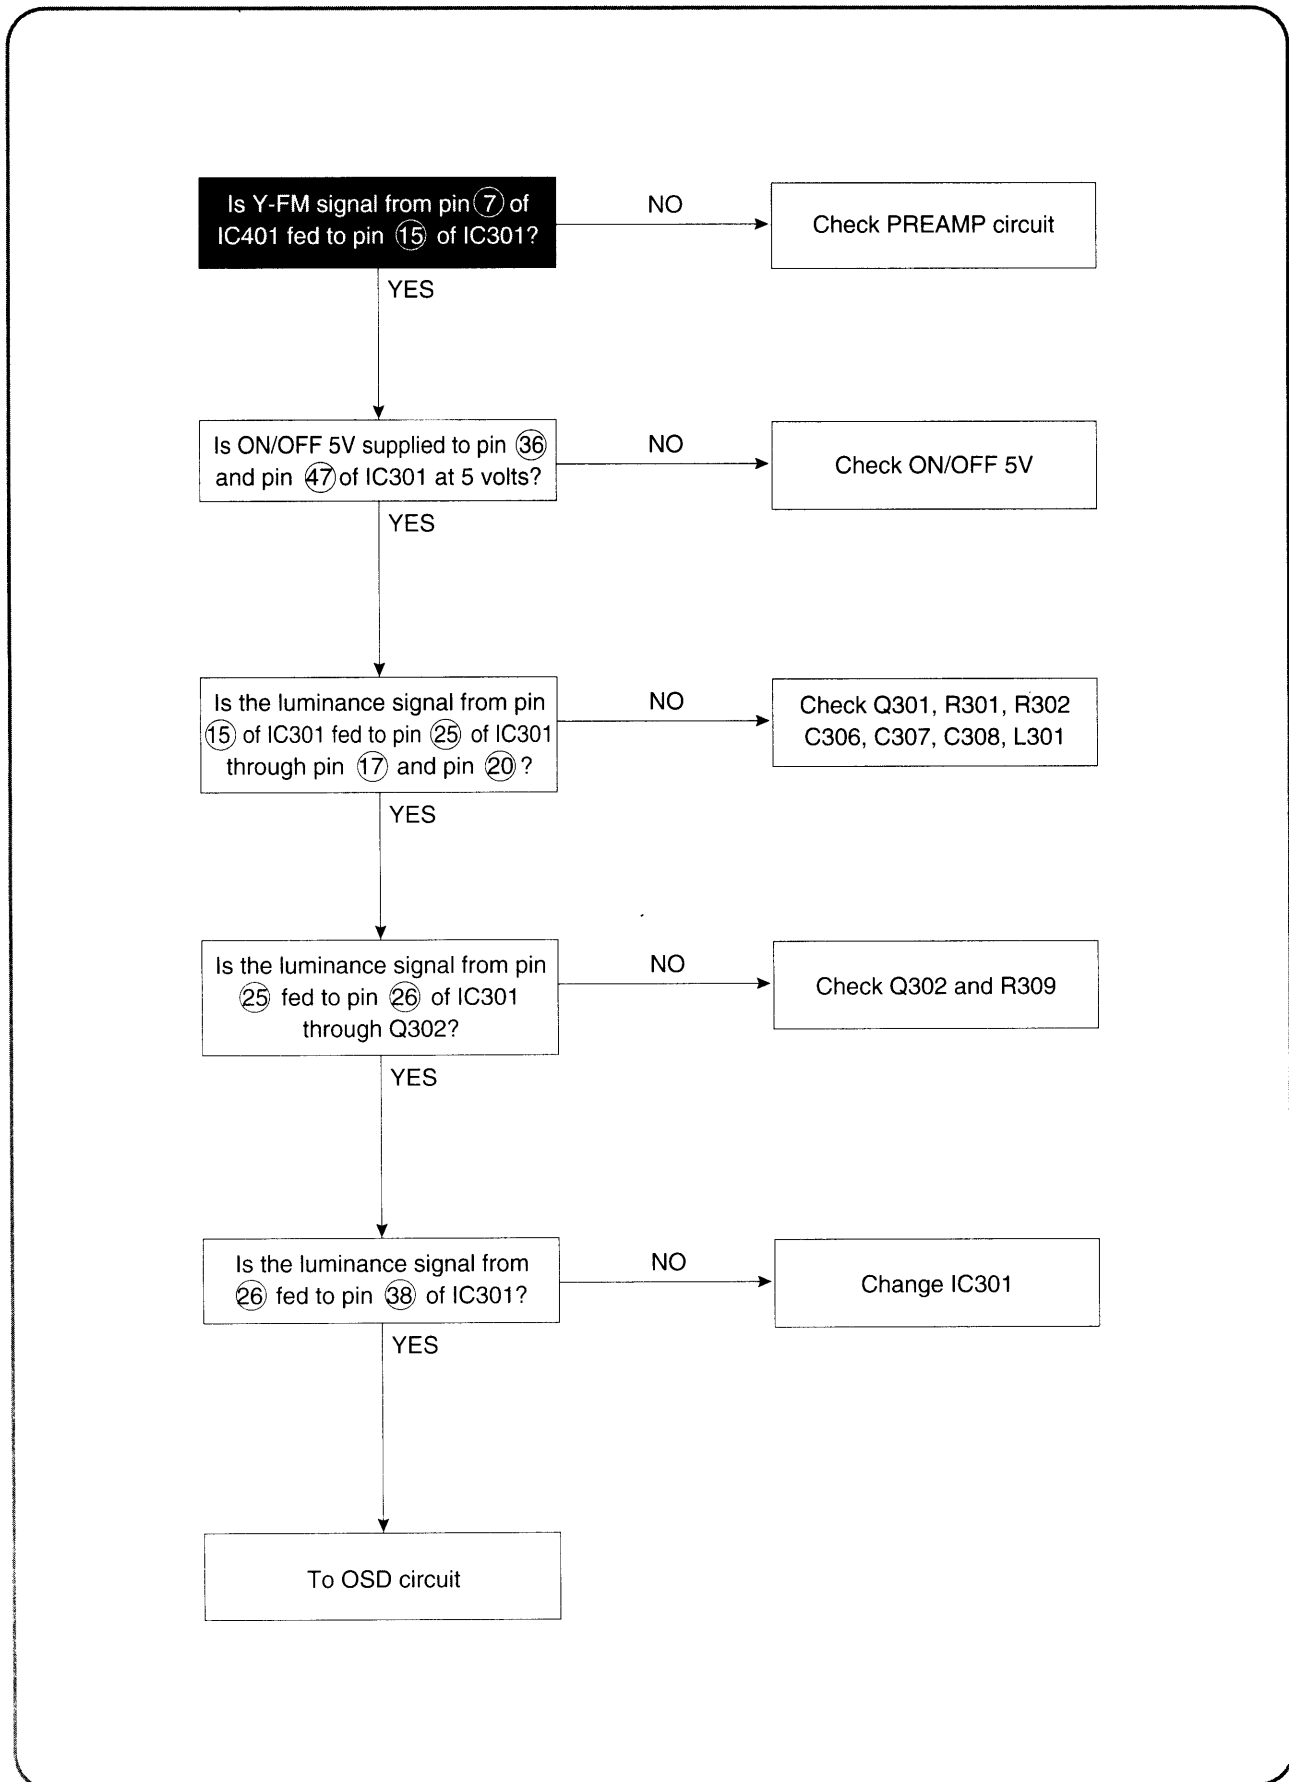 Is Y-FM signal from pin ⑦ of
IC401 fed to pin ⑮ of IC301?
NO
Check PREAMP circuit
YES
Is ON/OFF 5V supplied to pin ㊱
and pin ㊼ of IC301 at 5 volts?
NO
Check ON/OFF 5V
YES
Is the luminance signal from pin
⑮ of IC301 fed to pin ㉕ of IC301
through pin ⑰ and pin ⑳ ?
NO
Check Q301, R301, R302
C306, C307, C308, L301
YES
Is the luminance signal from pin
㉕ fed to pin ㉖ of IC301
through Q302?
NO
Check Q302 and R309
YES
Is the luminance signal from
㉖ fed to pin ㊳ of IC301?
NO
Change IC301
YES
To OSD circuit